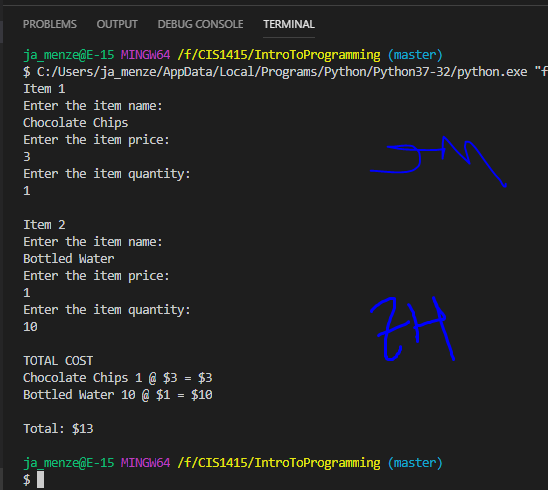 PROBLEMS OUTPUT DEBUG CONSOLE TERMINAL
ja_menze@E-15 MINGW64 /f/CIS1415/IntroToProgramming (master)
$ C:/Users/ja_menze/AppData/Local/Programs/Python/Python37-32/python.exe "f
Item 1
Enter the item name:
Chocolate Chips
Enter the item price:
3
Enter the item quantity:
1
Item 2
Enter the item name:
Bottled Water
Enter the item price:
1
Enter the item quantity:
10
TOTAL COST
Chocolate Chips 1 @ $3 = $3
Bottled Water 10 @ $1 = $10
Total: $13
ja_menze@E-15 MINGW64 /f/CIS1415/IntroToProgramming (master)
$